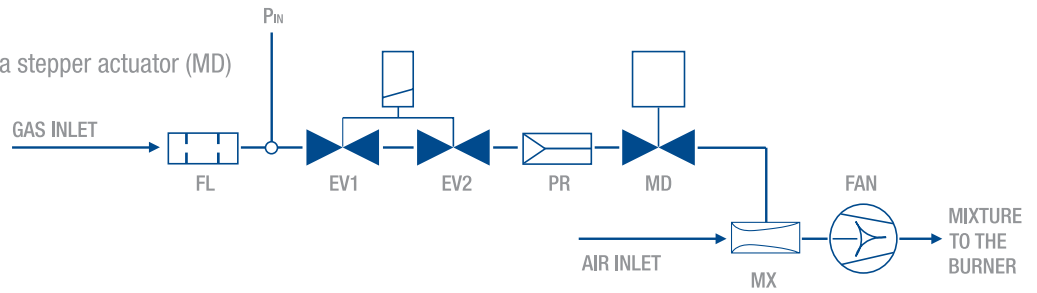 PIN
a stepper actuator (MD)
GAS INLET
FL
EV1
EV2
PR
MD
FAN
MIXTURE
TO THE
BURNER
AIR INLET
MX